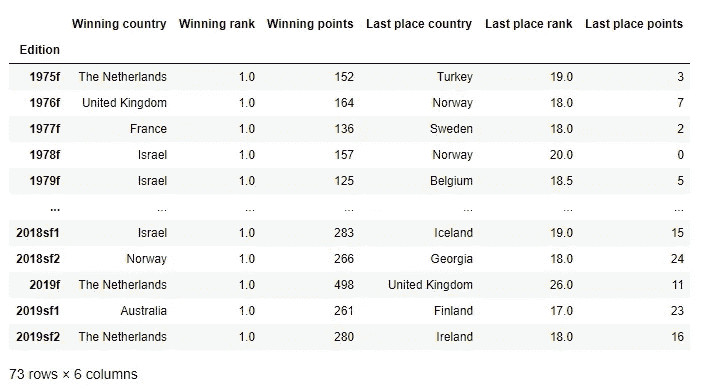 Winning country Winning rank Winning points Last place country Last place rank Last place points
Edition
1975f The Netherlands 1.0 152 Turkey 19.0 3
1976f United Kingdom 1.0 164 Norway 18.0 7
1977f France 1.0 136 Sweden 18.0 2
1978f Israel 1.0 157 Norway 20.0 0
1979f Israel 1.0 125 Belgium 18.5 5
... ... ... ... ... ... ...
2018sf1 Israel 1.0 283 Iceland 19.0 15
2018sf2 Norway 1.0 266 Georgia 18.0 24
2019f The Netherlands 1.0 498 United Kingdom 26.0 11
2019sf1 Australia 1.0 261 Finland 17.0 23
2019sf2 The Netherlands 1.0 280 Ireland 18.0 16
73 rows × 6 columns